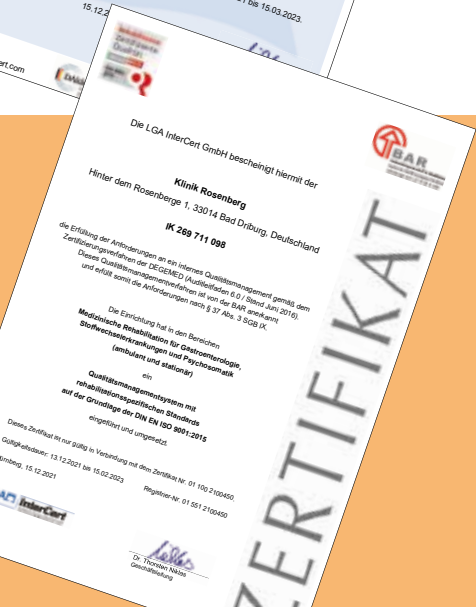 bis 15.03.2023.
15.12.2
ert.com
Zertifizierte
Qualität
BAR
Die LGA InterCert GmbH bescheinigt hiermit der
Klinik Rosenberg
Hinter dem Rosenberge 1, 33014 Bad Driburg, Deutschland
IK 269 711 098
die Erfüllung der Anforderungen an ein internes Qualitätsmanagement gemäß dem
Zertifizierungsverfahren der DEGEMED (Auditleitfaden 6.0 / Stand Juni 2016).
Dieses Qualitätsmanagementverfahren ist von der BAR anerkannt
und erfüllt somit die Anforderungen nach § 37 Abs. 3 SGB IX.
Die Einrichtung hat in den Bereichen
Medizinische Rehabilitation für Gastroenterologie,
Stoffwechselerkrankungen und Psychosomatik
(ambulant und stationär)
ein
Qualitätsmanagementsystem mit
rehabilitationsspezifischen Standards
auf der Grundlage der DIN EN ISO 9001:2015
eingeführt und umgesetzt.
Dieses Zertifikat ist nur gültig in Verbindung mit dem Zertifikat Nr. 01 100 2100450
Gültigkeitsdauer: 13.12.2021 bis 15.02.2023
Registrier-Nr. 01 551 2100450
rnberg, 15.12.2021
InterCert
Dr. Thorsten Niklas
Geschäftsleitung
ZERTIFIKAT